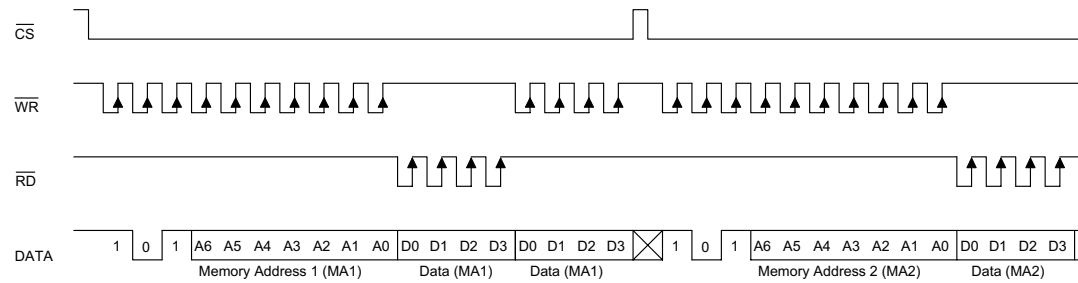 CS
WR
RD
DATA 1 0 1 A6 A5 A4 A3 A2 A1 A0 D0 D1 D2 D3 D0 D1 D2 D3 1 0 1 A6 A5 A4 A3 A2 A1 A0 D0 D1 D2 D3
Memory Address 1 (MA1) Data (MA1) Data (MA1) Memory Address 2 (MA2) Data (MA2)